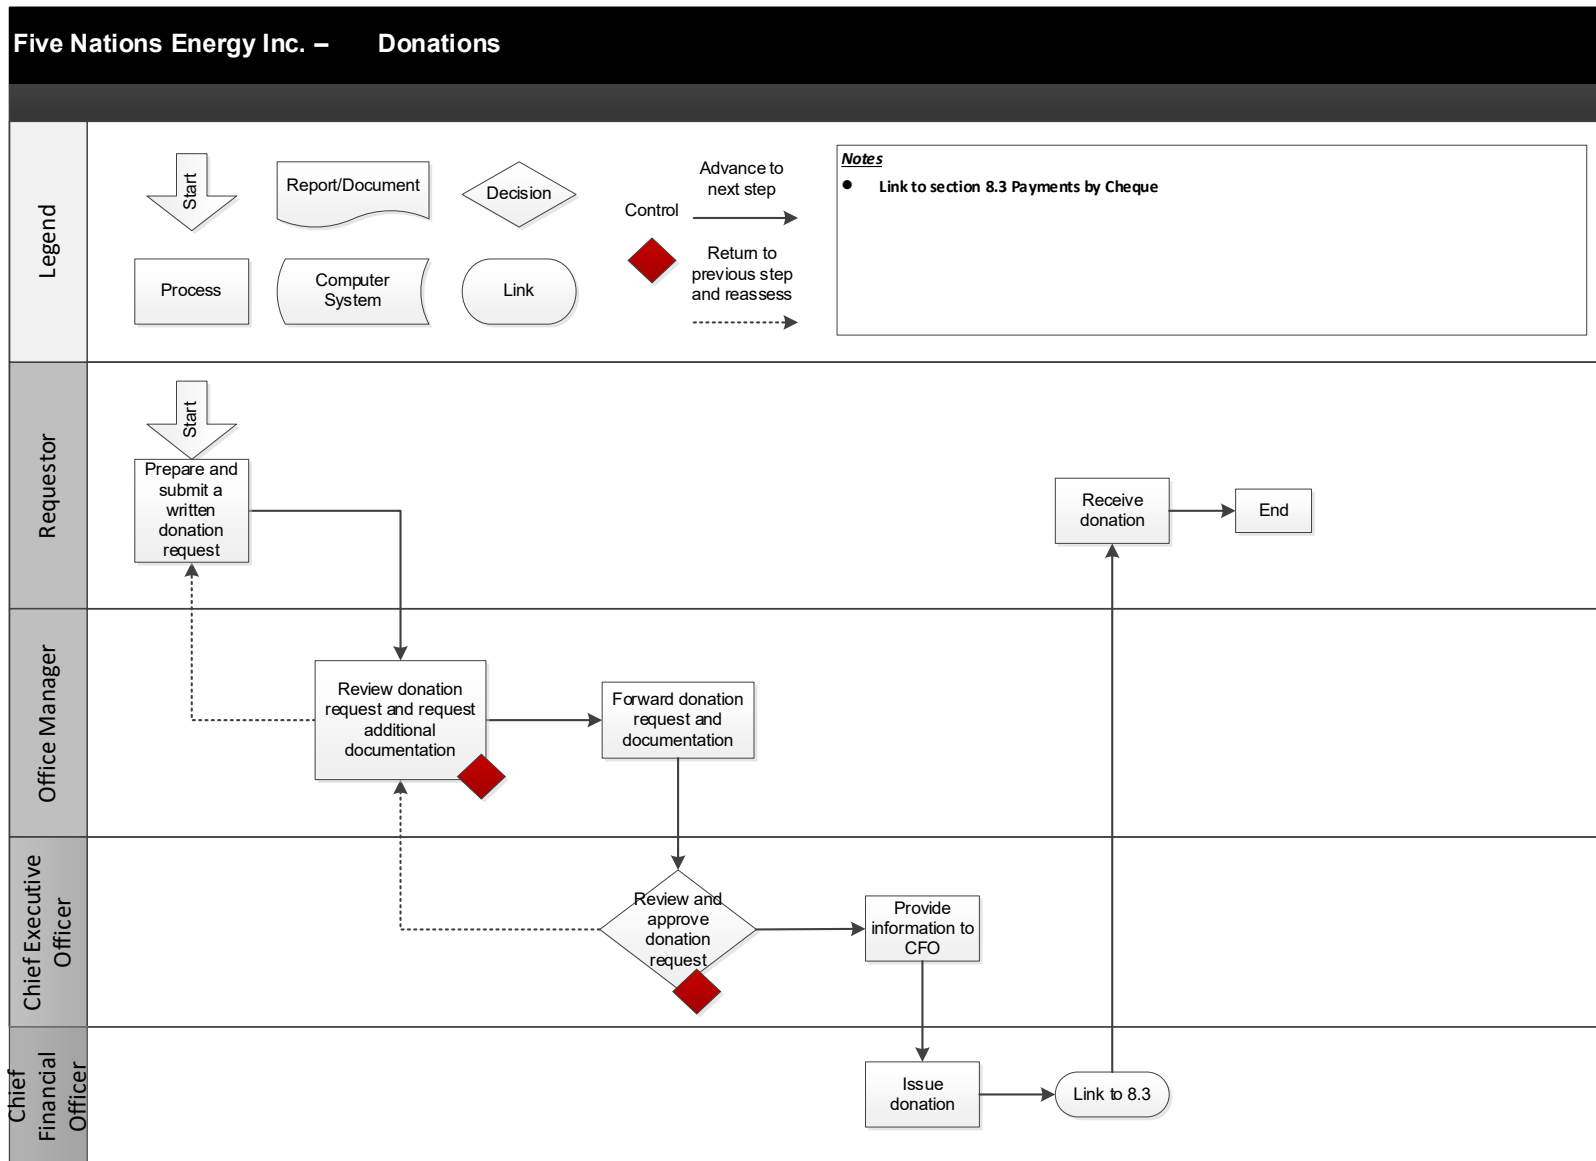 Five Nations Energy Inc. – Donations
Legend
Start
Report/Document
Decision
Control
Advance to
next step
Process
Computer
System
Link
Return to
previous step
and reassess
Notes
● Link to section 8.3 Payments by Cheque
Requestor
Start
Prepare and
submit a
written
donation
request
Receive
donation
End
Office Manager
Review donation
request and request
additional
documentation
Forward donation
request and
documentation
Chief Executive
Officer
Review and
approve
donation
request
Provide
information to
CFO
Chief
Financial
Officer
Issue
donation
Link to 8.3